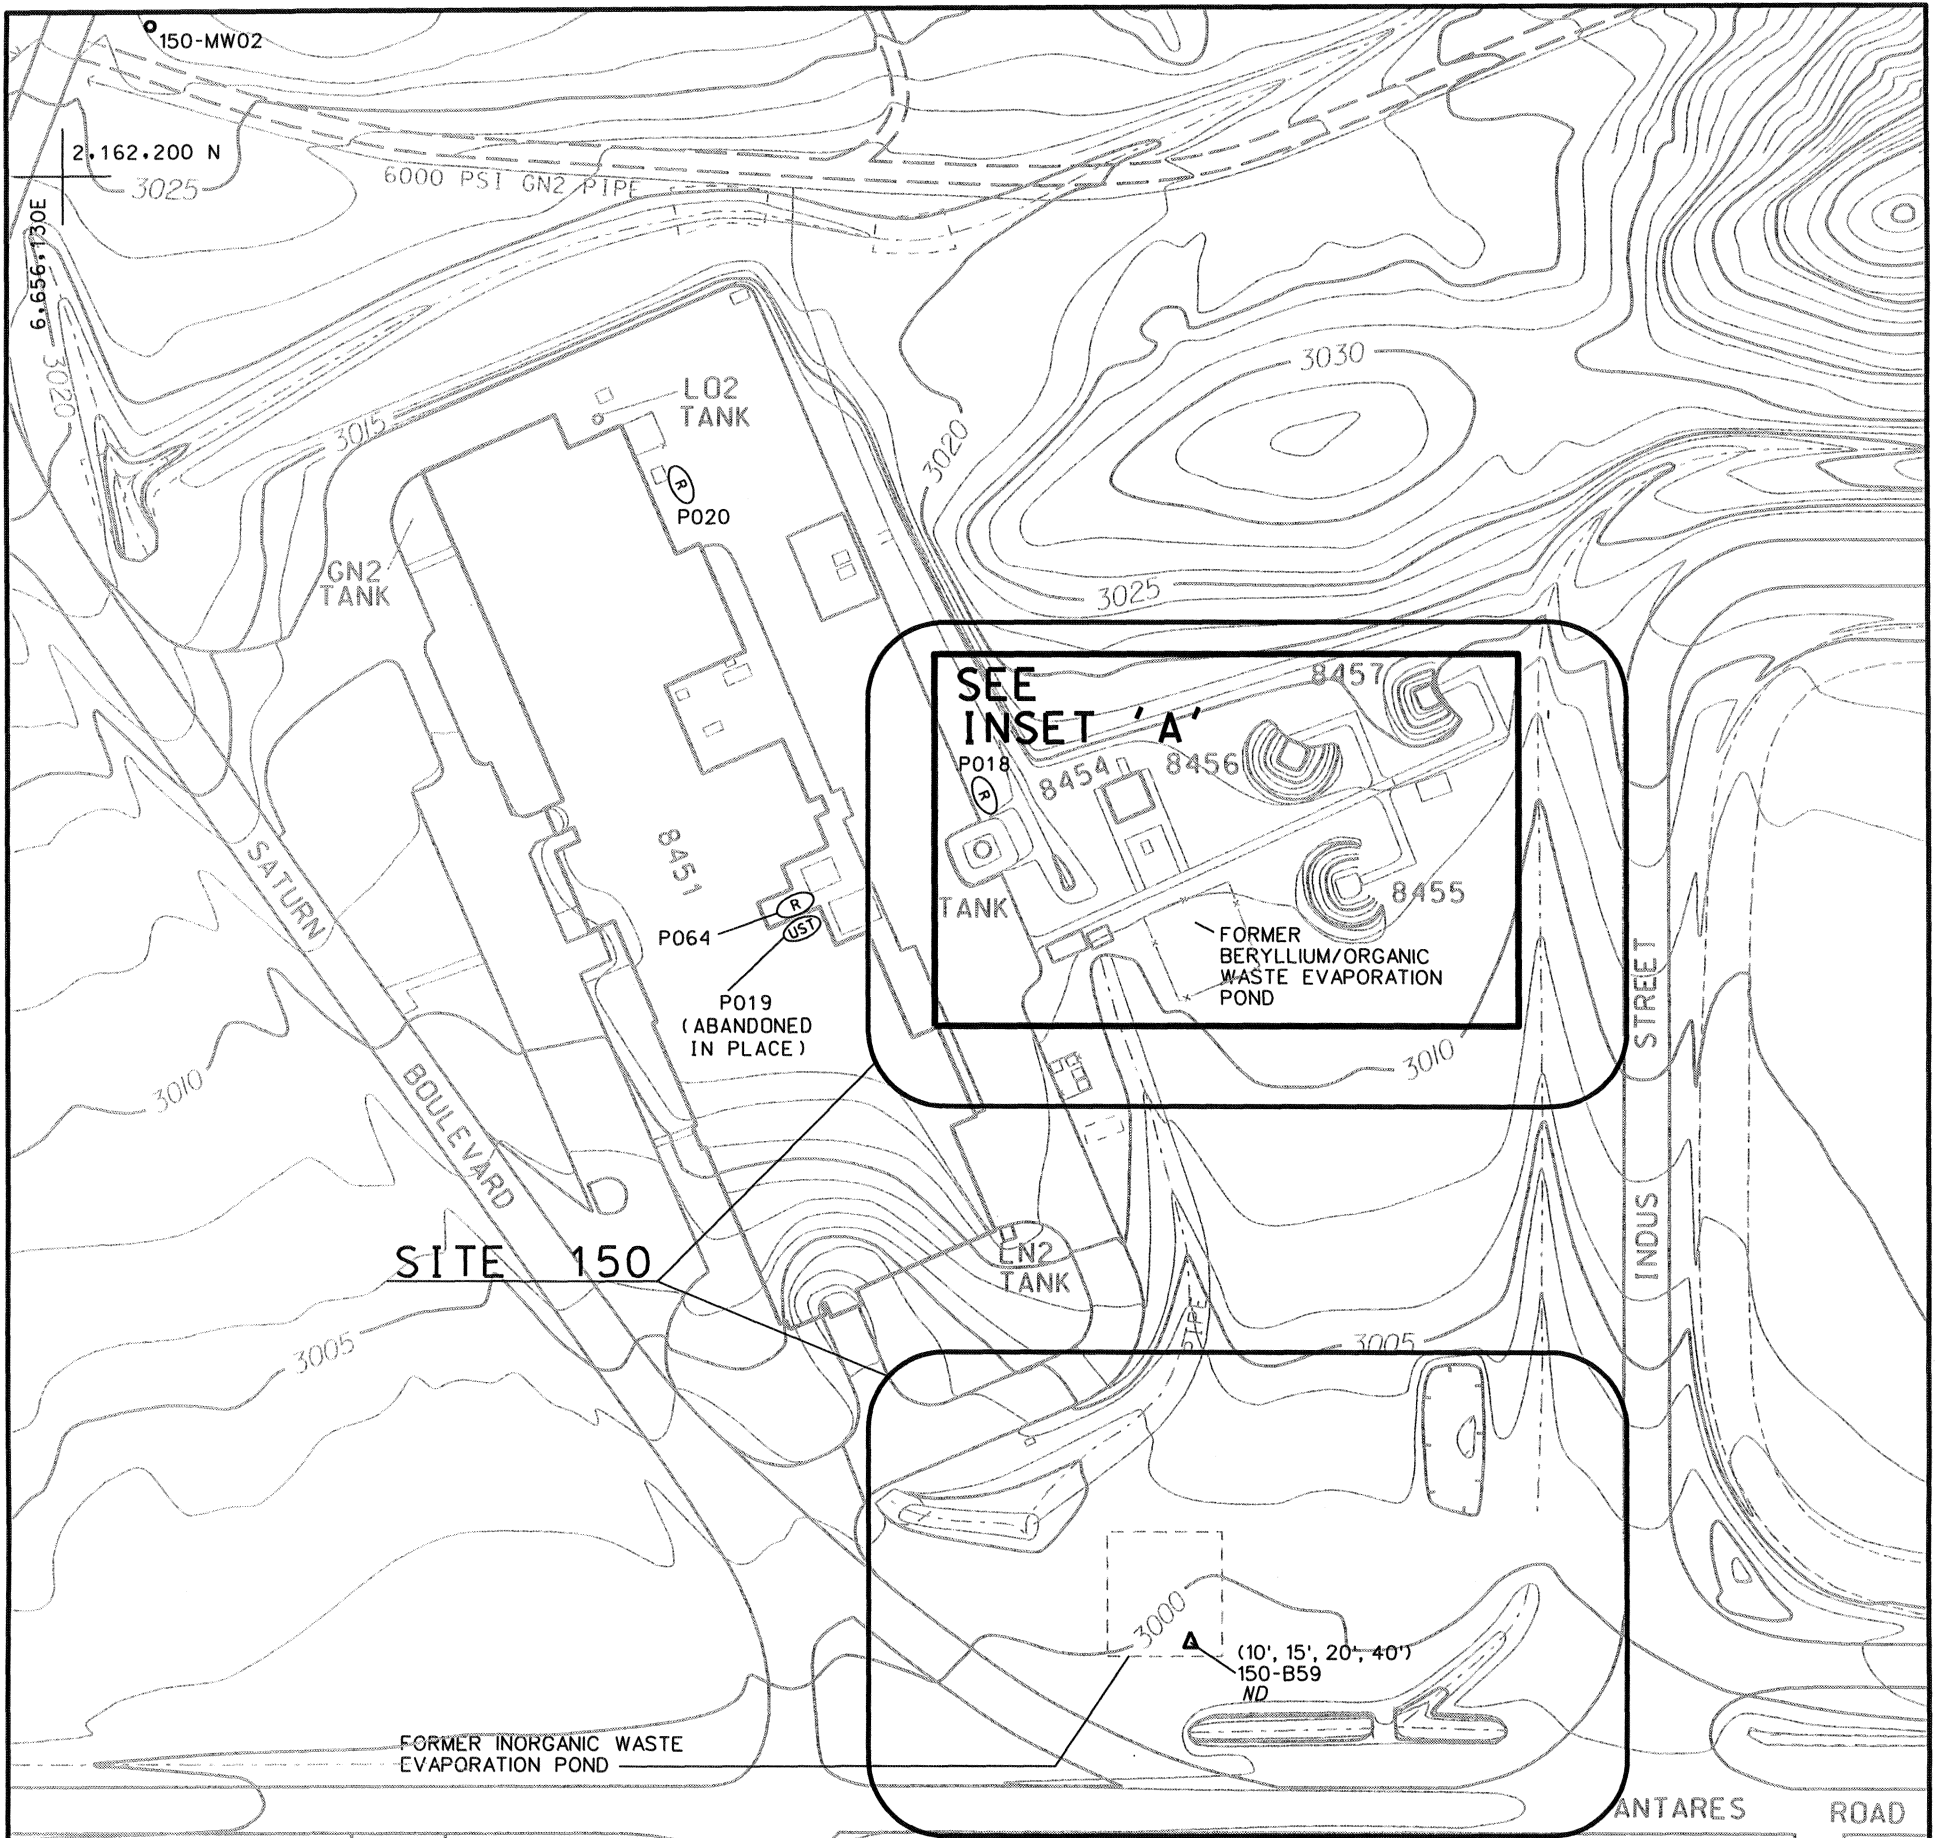 150-MW02
2,162,200 N
3025
6000 PSI GN2 PIPE
6,656,130E
3020
3030
LO2
TANK
3015
3020
R
P020
GN2
TANK
3025
SEE
INSET 'A'
8457
P018
R
8454
8456
SATURN
8451
8455
TANK
R
UST
P064
FORMER
BERYLLIUM/ORGANIC
WASTE EVAPORATION
POND
P019
(ABANDONED
IN PLACE)
STREET
3010
3010
BOULEVARD
INDUS
SITE 150
LN2
TANK
PIPE
3005
3005
3000
(10', 15', 20', 40')
150-B59
ND
FORMER INORGANIC WASTE
EVAPORATION POND
ANTARES ROAD